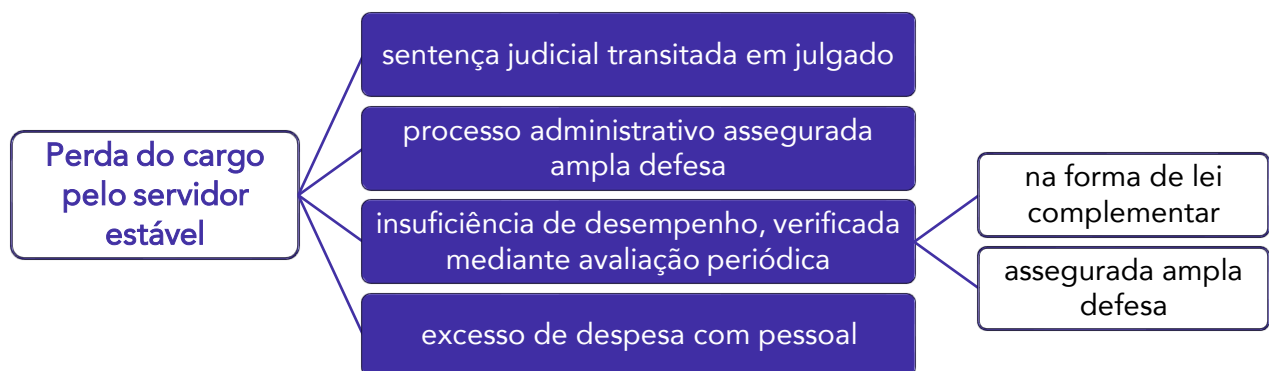 Perda do cargo
pelo servidor
estável
sentença judicial transitada em julgado
processo administrativo assegurada
ampla defesa
insuficiência de desempenho, verificada
mediante avaliação periódica
excesso de despesa com pessoal
na forma de lei
complementar
assegurada ampla
defesa